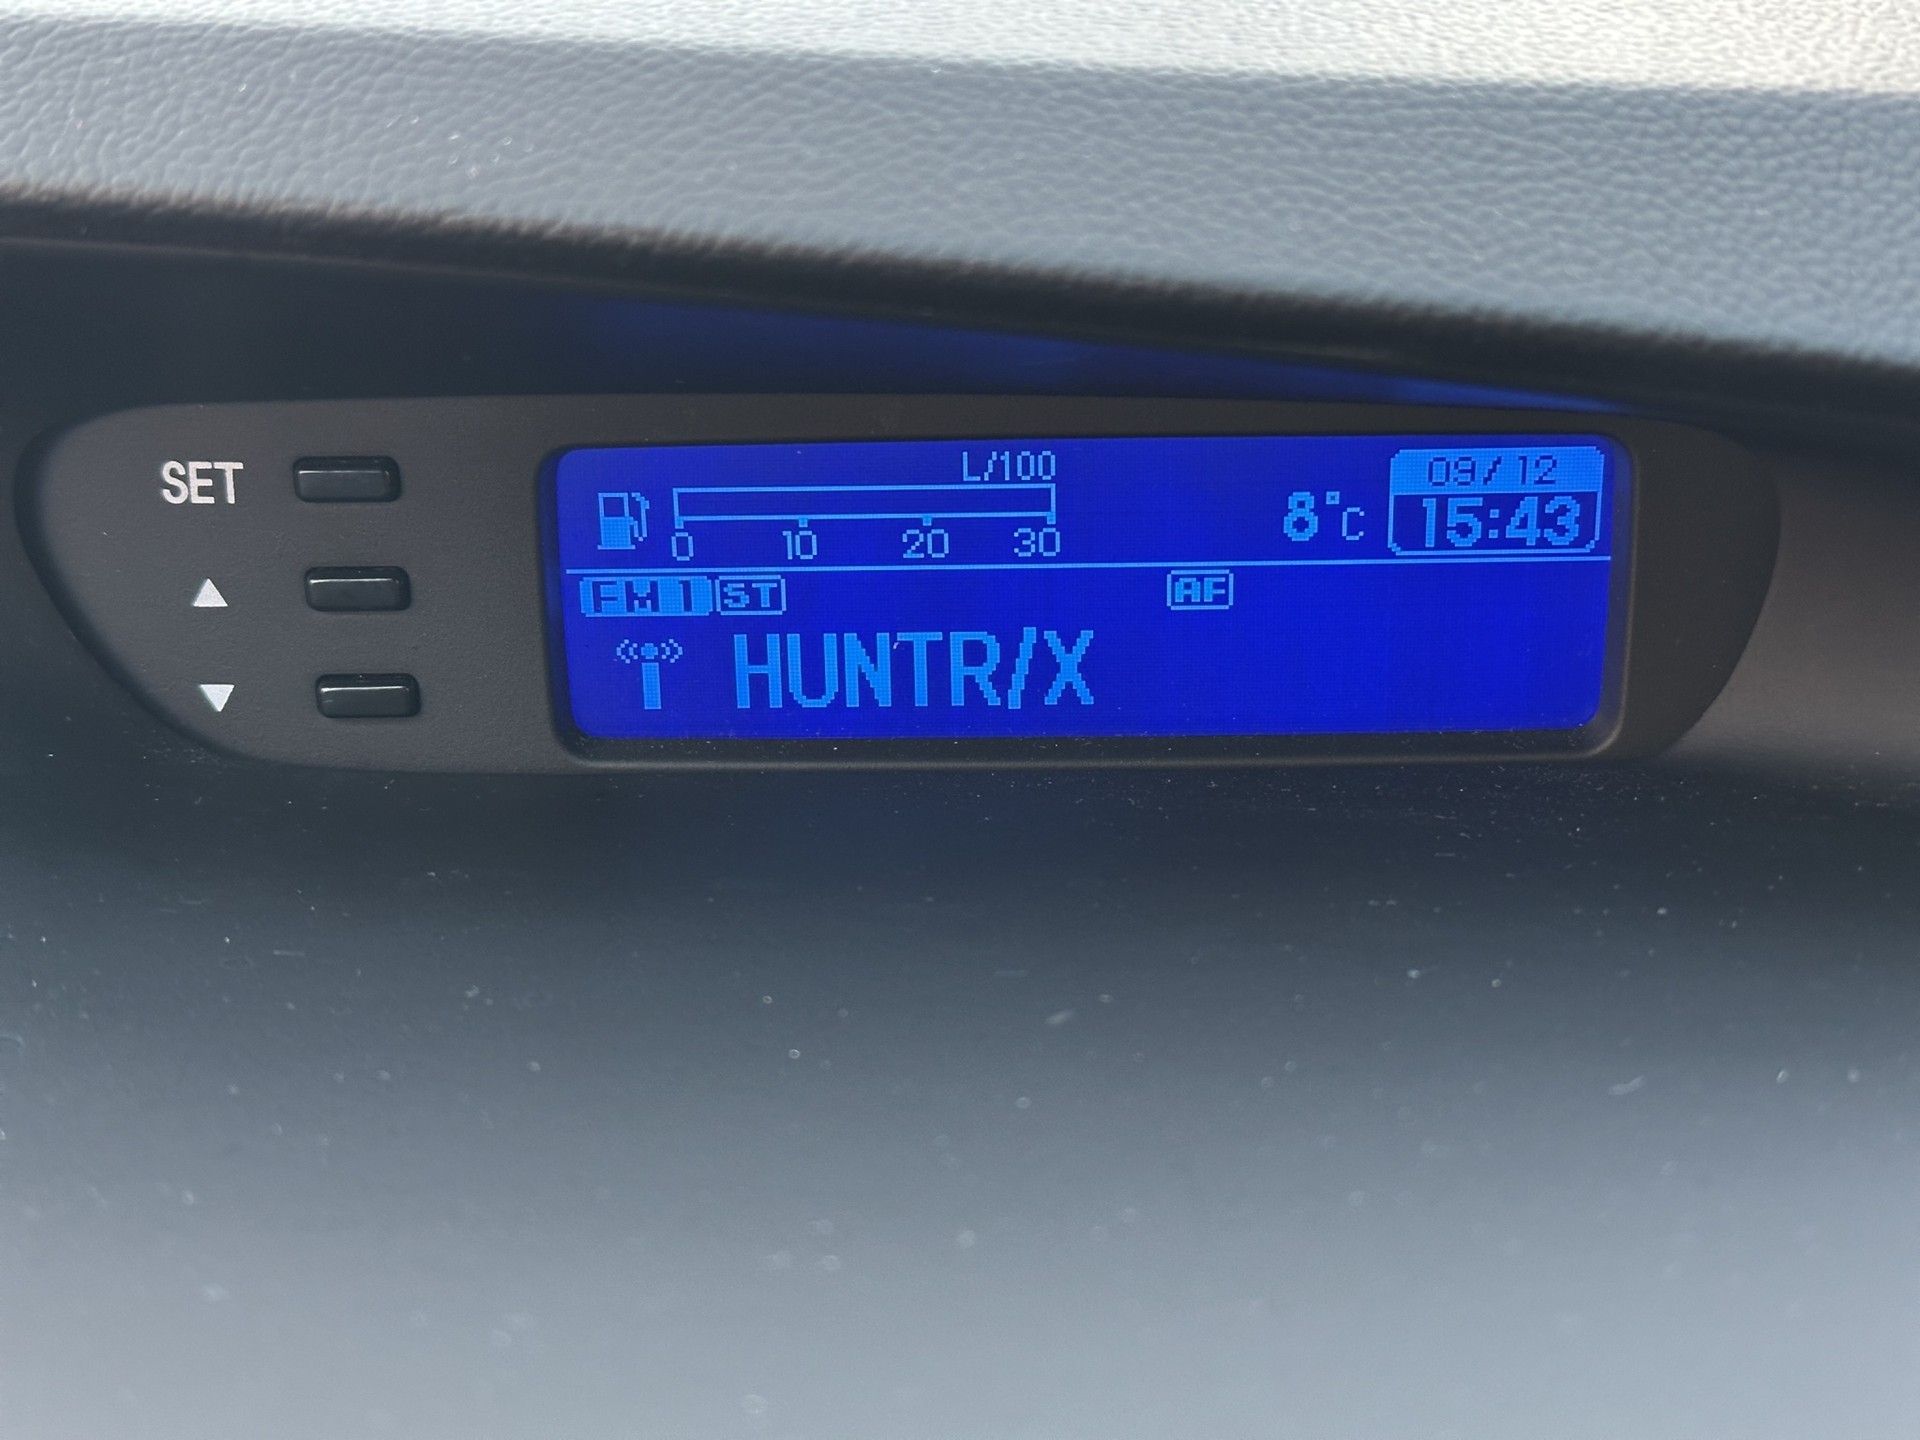 SET
▲
▼
L/100
0 10 20 30
8°C
09/12
15:43
FM1 ST AF
HUNTR/X